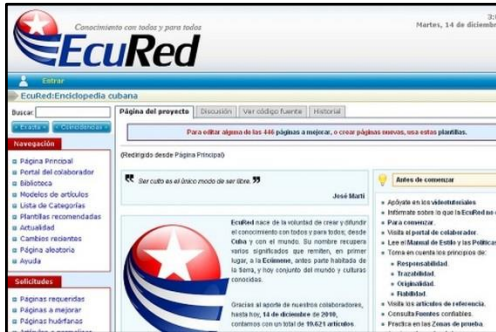 Conocimiento con todos y para todos
EcuRed
Martes, 14 de diciembr
Entrar
EcuRed:Enciclopedia cubana
Buscar
Exacta
Coincidencias
Página del proyecto
Discusión
Ver código fuente
Historial
Para editar alguna de las 446 páginas a mejorar, o crear páginas nuevas, usa estas plantillas.
(Redirigido desde Página Principal)
Navegación
Página Principal
Portal del colaborador
Biblioteca
Modelos de artículos
Lista de Categorías
Plantillas recomendadas
Actualidad
Cambios recientes
Página aleatoria
Ayuda
Solicitudes
Páginas requeridas
Páginas a mejorar
Páginas huérfanas
Ser culto es el único modo de ser libre.
José Martí
EcuRed nace de la voluntad de crear y difundir
el conocimiento con todos y para todos; desde
Cuba y con el mundo. Su nombre recupera
varios significados que remiten, en primer
lugar, a la Ecúmene, antes parte habitada de
la tierra, y hoy conjunto del mundo y culturas
conocidas.
Gracias al aporte de nuestros colaboradores,
hasta hoy, 14 de diciembre de 2010,
contamos con un total de 19.621 artículos
Antes de comenzar
Apóyate en los videotutoriales
Infórmate sobre lo que la EcuRed no
Para comenzar.
Visita el portal de colaborador.
Lee el Manual de Estilo y las Políticas
Toma en cuenta los principios de:
Responsabilidad.
Trazabilidad.
Originalidad.
Fiabilidad.
Visita los artículos de referencia.
Consulta Fuentes confiables.
Practica en las Zonas de prueba.